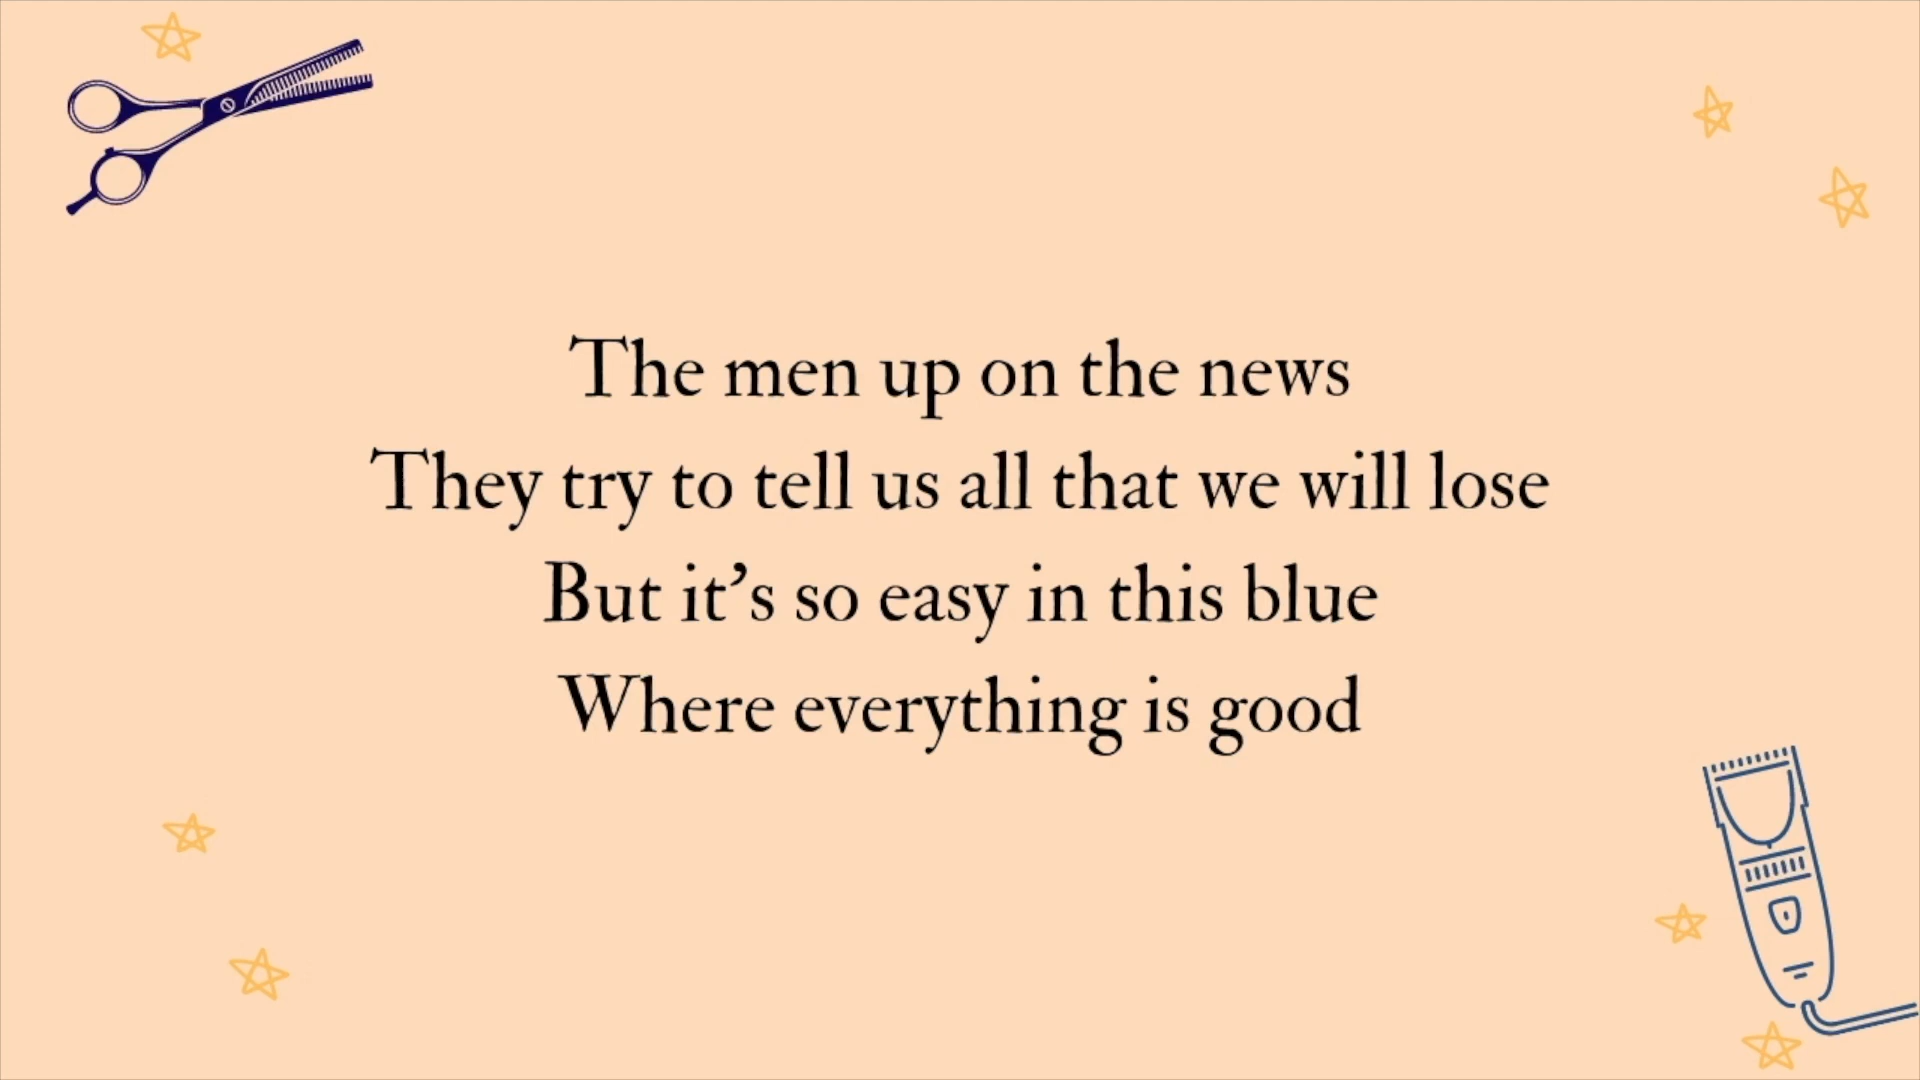 The men up on the news
They try to tell us all that we will lose
But it’s so easy in this blue
Where everything is good